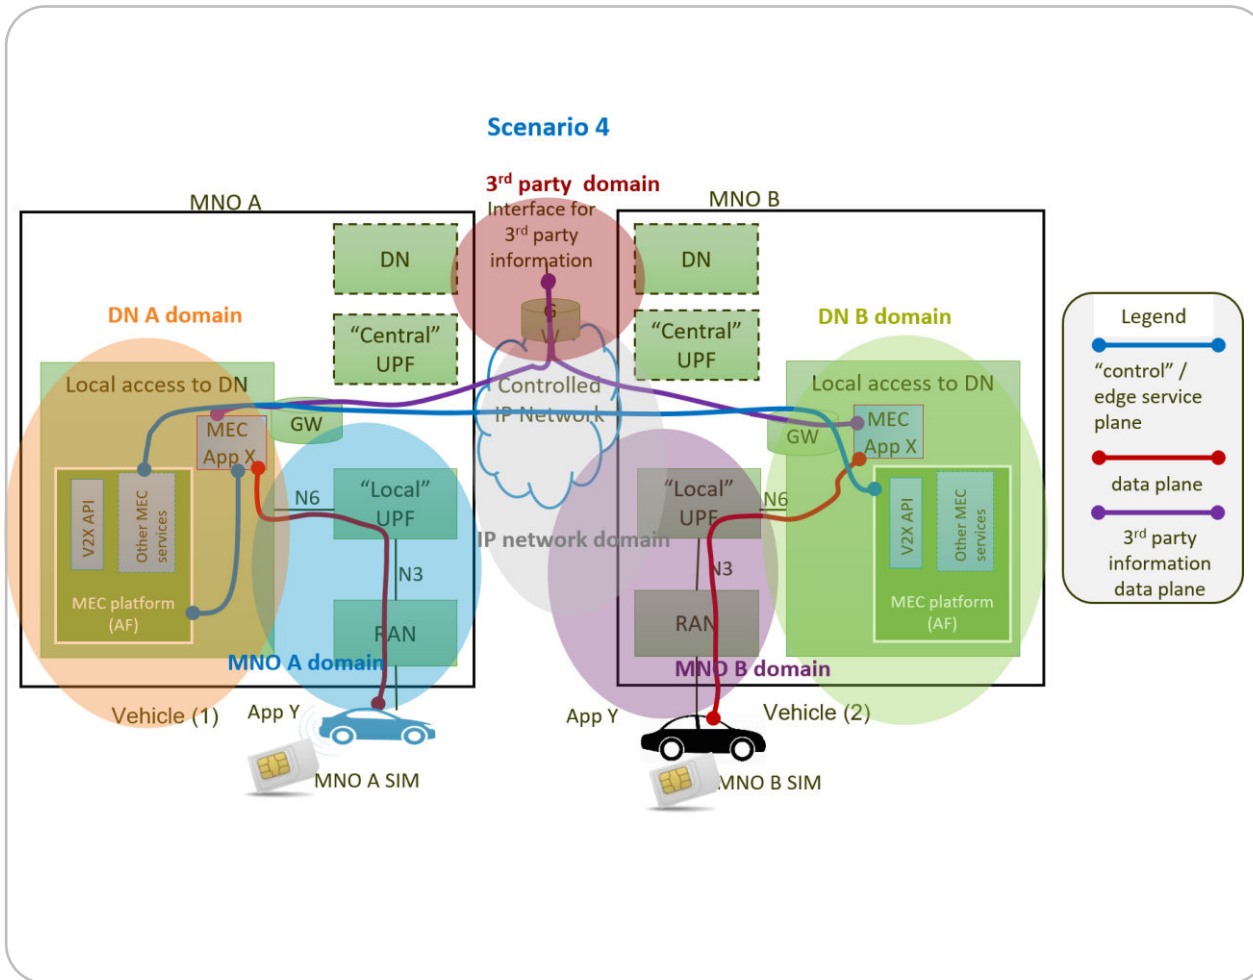 Scenario 4
3rd party domain
MNO A
Interface for
3rd party
information
MNO B
DN
DN
DN A domain
"Central"
UPF
G
W
"Central"
UPF
DN B domain
Local access to DN
Controlled
IP Network
Local access to DN
MEC
App X
GW
GW
MEC
App X
V2X API
Other MEC
services
N6
"Local"
UPF
"Local"
UPF
N6
V2X API
Other MEC
services
IP network domain
N3
N3
MEC platform
(AF)
RAN
RAN
MEC platform
(AF)
MNO A domain
MNO B domain
Vehicle (1)
App Y
App Y
Vehicle (2)
MNO A SIM
MNO B SIM
Legend
"control" /
edge service
plane
data plane
3rd party
information
data plane